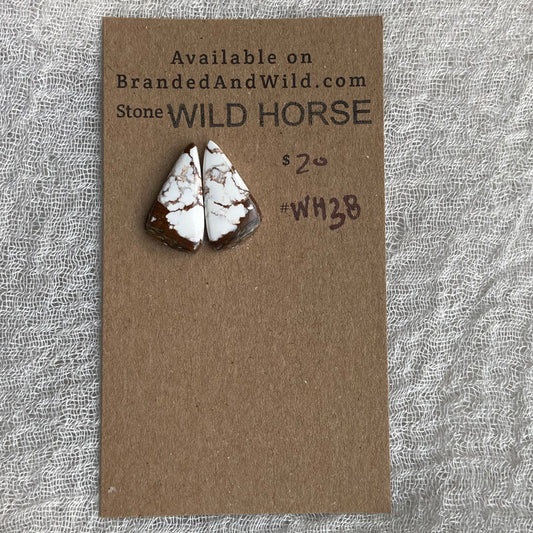 Available on
BrandedAndWild.com
Stone WILD HORSE
$ 20
#WH38